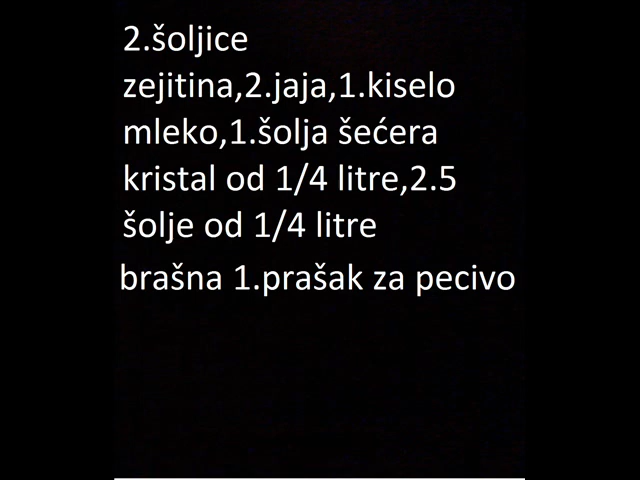 2.šoljice
zejitina,2.jaja,1.kiselo
mleko,1.šolja šećera
kristal od 1/4 litre,2.5
šolje od 1/4 litre
brašna 1.prašak za pecivo